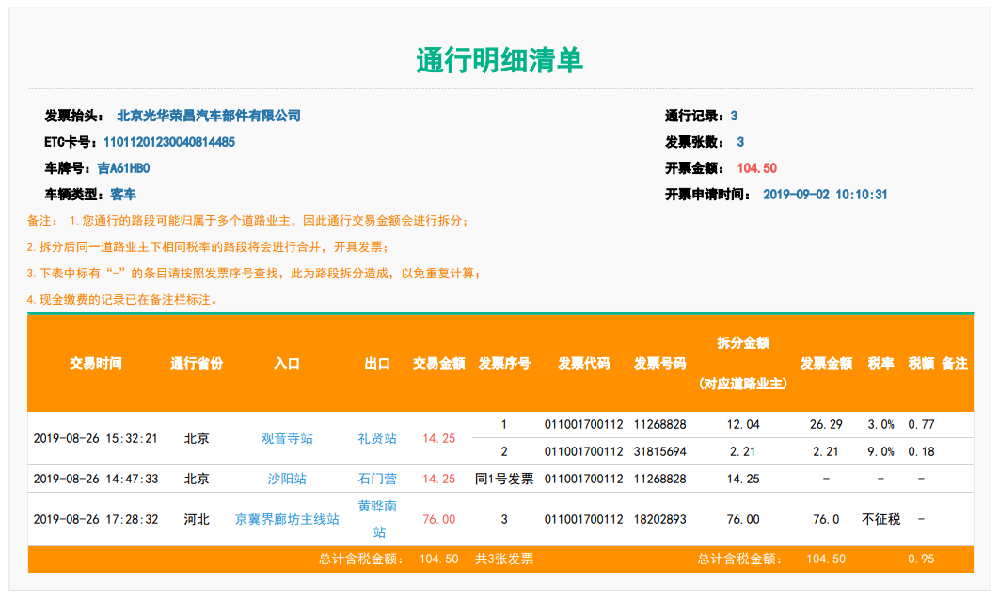 通行明细清单
发票抬头： 北京光华荣昌汽车部件有限公司 通行记录：3
ETC卡号：11011201230040814485 发票张数： 3
车牌号：吉A61HB0 开票金额： 104.50
车辆类型：客车 开票申请时间： 2019-09-02 10:10:31
备注： 1.您通行的路段可能归属于多个道路业主，因此通行交易金额会进行拆分；
2.拆分后同一道路业主下相同税率的路段将会进行合并，开具发票；
3.下表中标有“-”的条目请按照发票序号查找，此为路段拆分造成，以免重复计算；
4.现金缴费的记录已在备注栏标注。
交易时间 通行省份 入口 出口 交易金额 发票序号 发票代码 发票号码 拆分金额 (对应道路业主) 发票金额 税率 税额 备注
2019-08-26 15:32:21 北京 观音寺站 礼贤站 14.25 1 011001700112 11268828 12.04 26.29 3.0% 0.77
2 011001700112 31815694 2.21 2.21 9.0% 0.18
2019-08-26 14:47:33 北京 沙阳站 石门营 14.25 同1号发票 011001700112 11268828 14.25 - - -
2019-08-26 17:28:32 河北 京冀界廊坊主线站 黄骅南站 76.00 3 011001700112 18202893 76.00 76.0 不征税 -
总计含税金额： 104.50 共3张发票 总计含税金额： 104.50 0.95